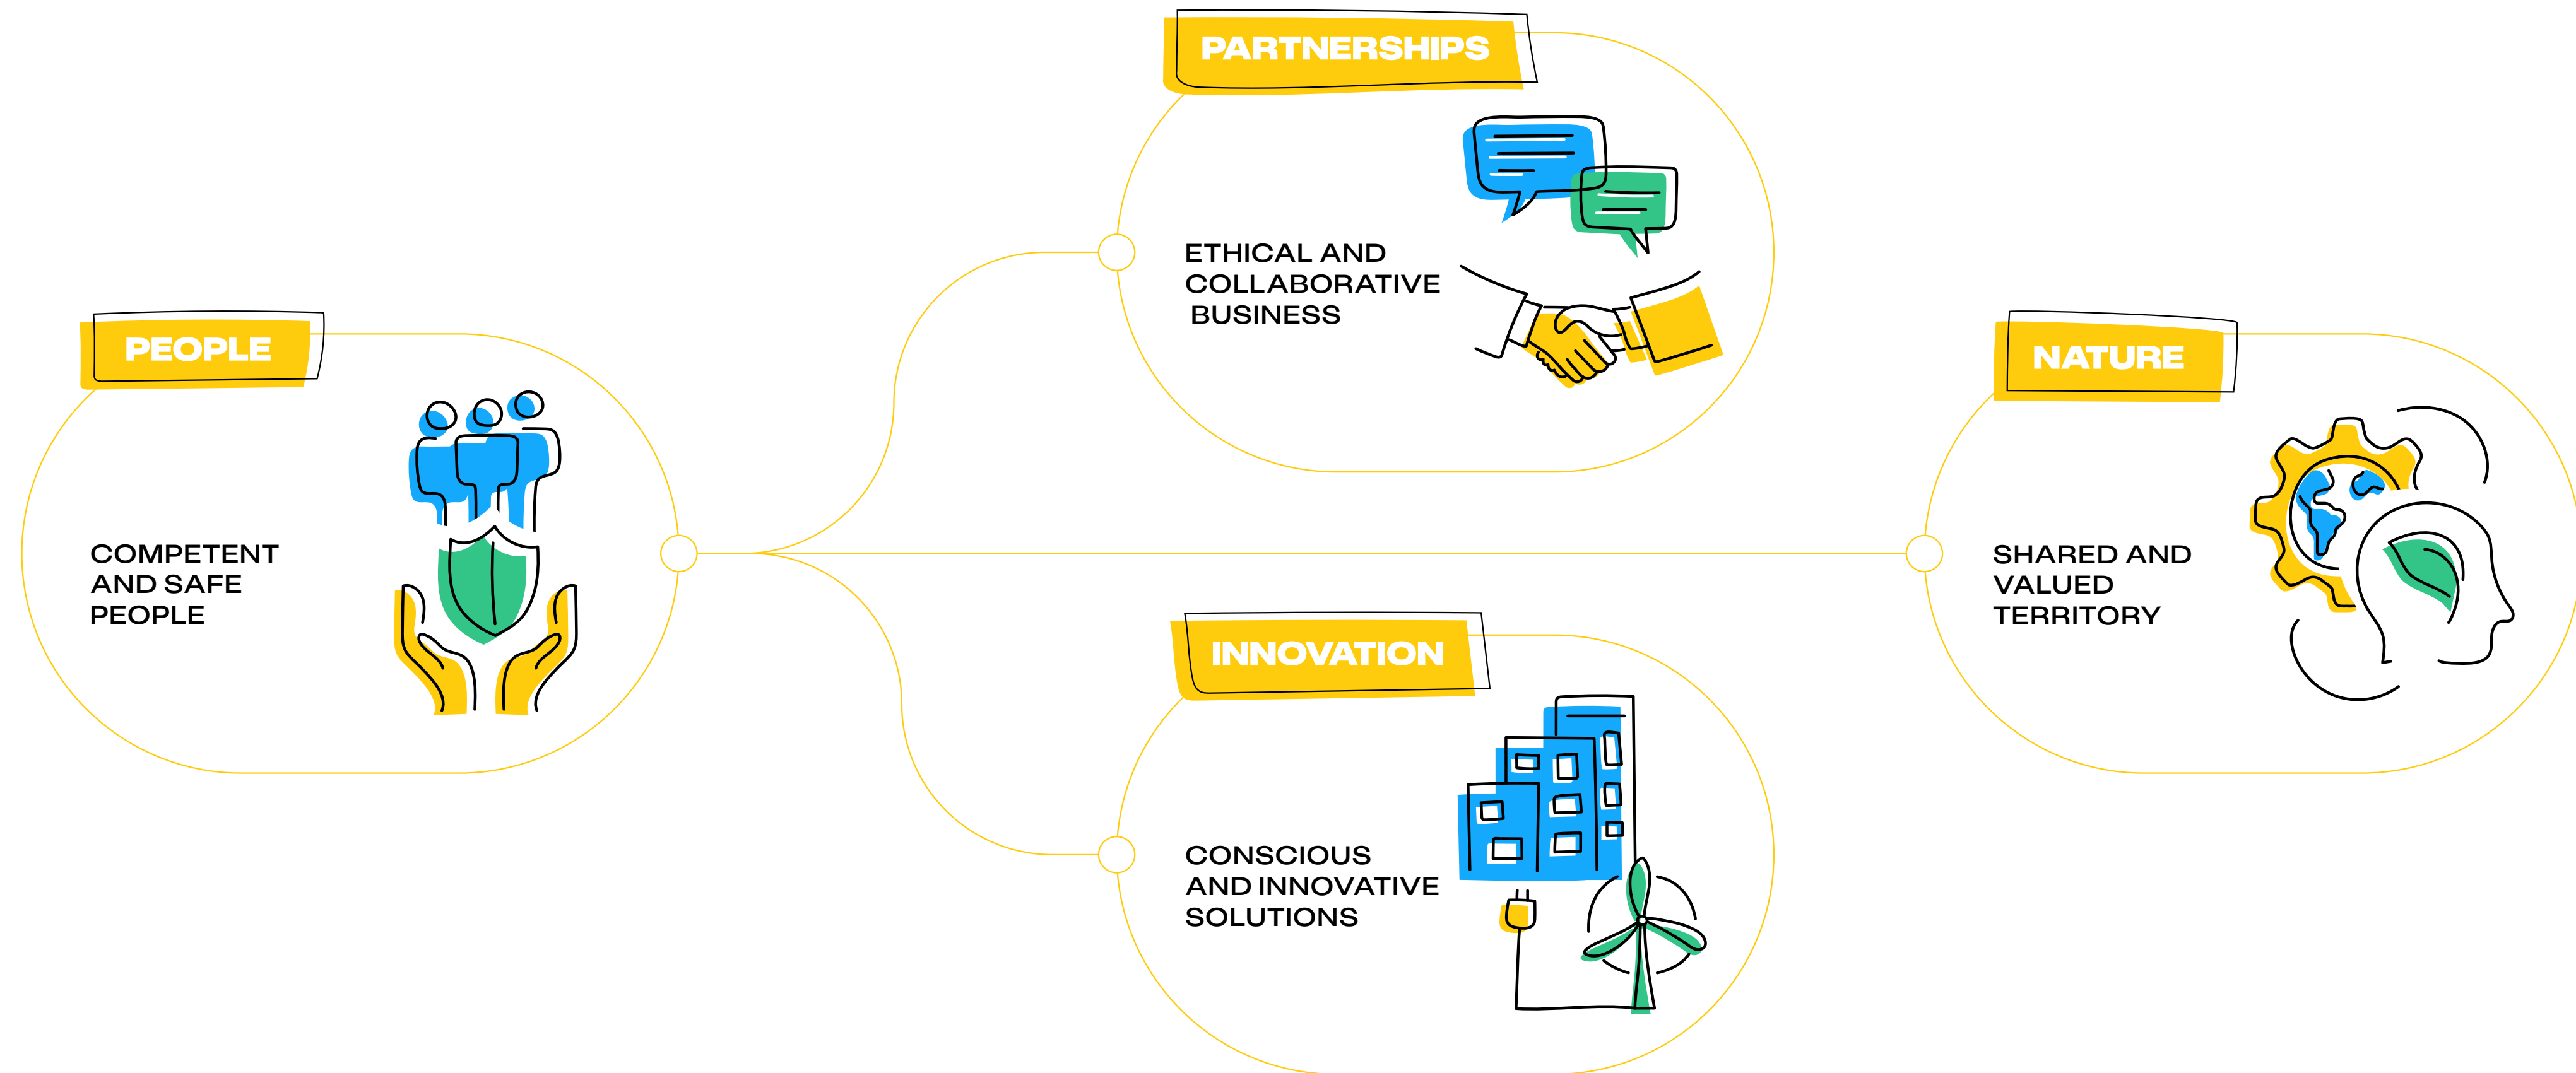 PEOPLE
COMPETENT
AND SAFE
PEOPLE
PARTNERSHIPS
ETHICAL AND
COLLABORATIVE
BUSINESS
INNOVATION
CONSCIOUS
AND INNOVATIVE
SOLUTIONS
NATURE
SHARED AND
VALUED
TERRITORY